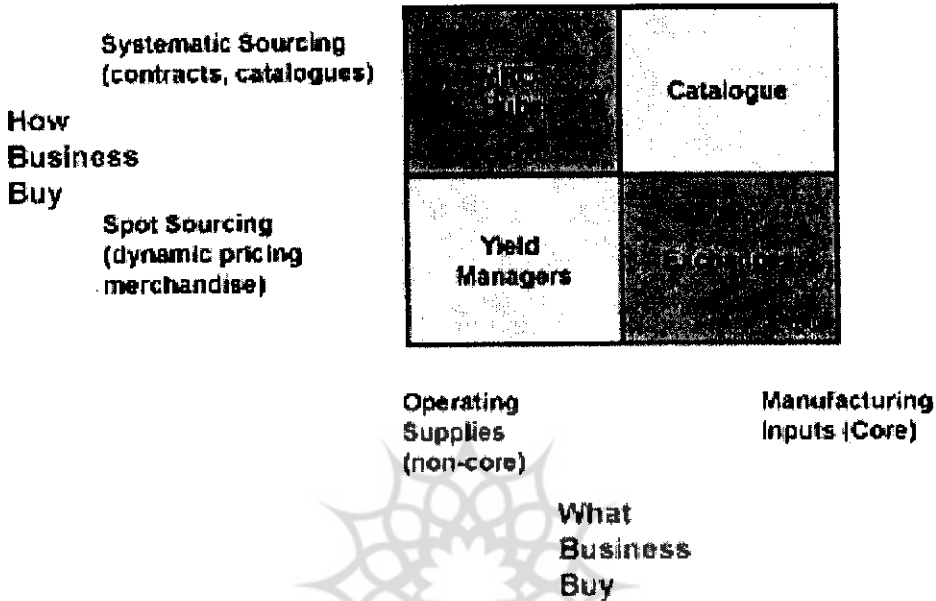 Systematic Sourcing
(contracts, catalogues)
How
Business
Buy
Spot Sourcing
(dynamic pricing
merchandise)
Catalogue
Yield
Managers
Operating
Supplies
(non-core)
Manufacturing
Inputs (Core)
What
Business
Buy